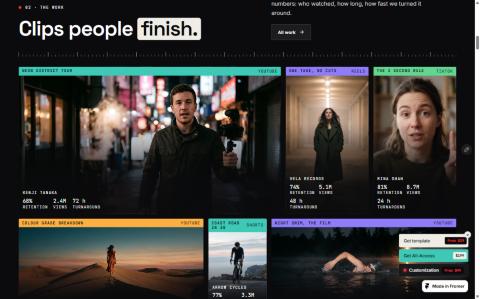 03 · THE WORK
Clips people finish.
numbers: who watched, how long, how fast we turned it
around.
All work →
NEON DISTRICT TOUR
YOUTUBE
ONE TAKE, NO CUTS
REELS
THE 3 SECOND RULE
TIKTOK
KENJI TANAKA
68% 2.4M 72 h
RETENTION VIEWS TURNAROUND
VELA RECORDS
74% 5.1M
RETENTION VIEWS
48 h
TURNAROUND
MINA SHAH
81% 8.7M
RETENTION VIEWS
24 h
TURNAROUND
COLOUR GRADE BREAKDOWN
YOUTUBE
COAST ROAD
SHORTS
NIGHT SWIM, THE FILM
YOUTUBE
ARROW CYCLES
77% 3.3M
Get template
Get All-Access
Customization
Made in Framer